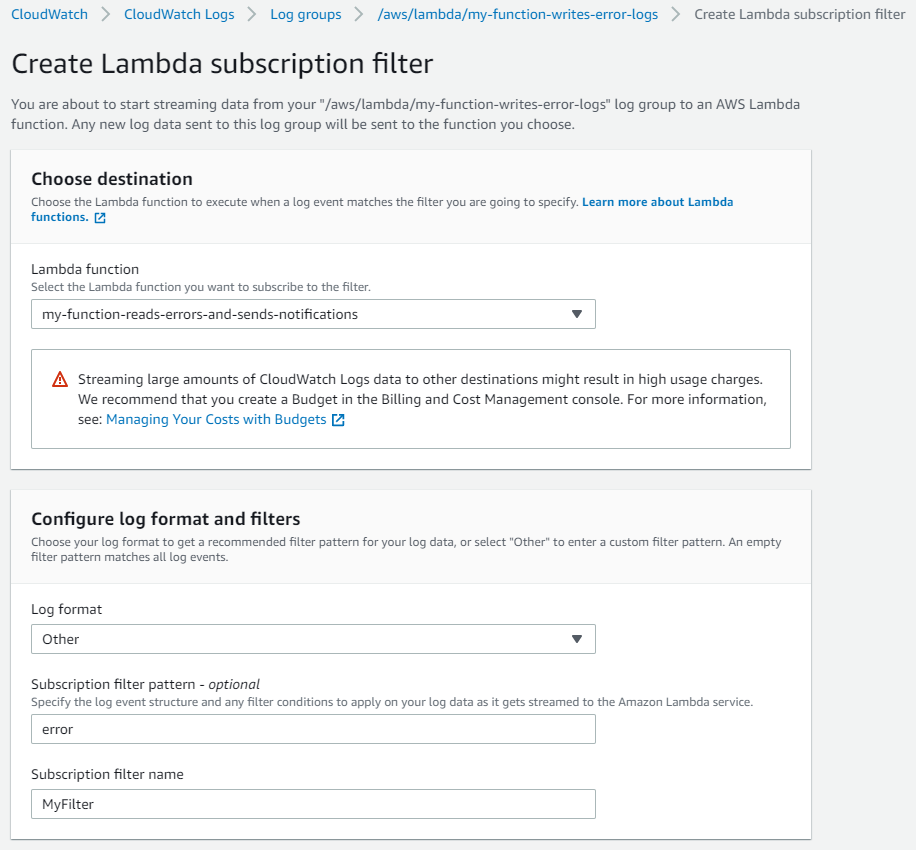 CloudWatch > CloudWatch Logs > Log groups > /aws/lambda/my-function-writes-error-logs > Create Lambda subscription filter
Create Lambda subscription filter
You are about to start streaming data from your "/aws/lambda/my-function-writes-error-logs" log group to an AWS Lambda
function. Any new log data sent to this log group will be sent to the function you choose.
Choose destination
Choose the Lambda function to execute when a log event matches the filter you are going to specify. Learn more about Lambda
functions.
Lambda function
Select the Lambda function you want to subscribe to the filter.
my-function-reads-errors-and-sends-notifications
Streaming large amounts of CloudWatch Logs data to other destinations might result in high usage charges.
We recommend that you create a Budget in the Billing and Cost Management console. For more information,
see: Managing Your Costs with Budgets
Configure log format and filters
Choose your log format to get a recommended filter pattern for your log data, or select "Other" to enter a custom filter pattern. An empty
filter pattern matches all log events.
Log format
Other
Subscription filter pattern - optional
Specify the log event structure and any filter conditions to apply on your log data as it gets streamed to the Amazon Lambda service.
error
Subscription filter name
MyFilter